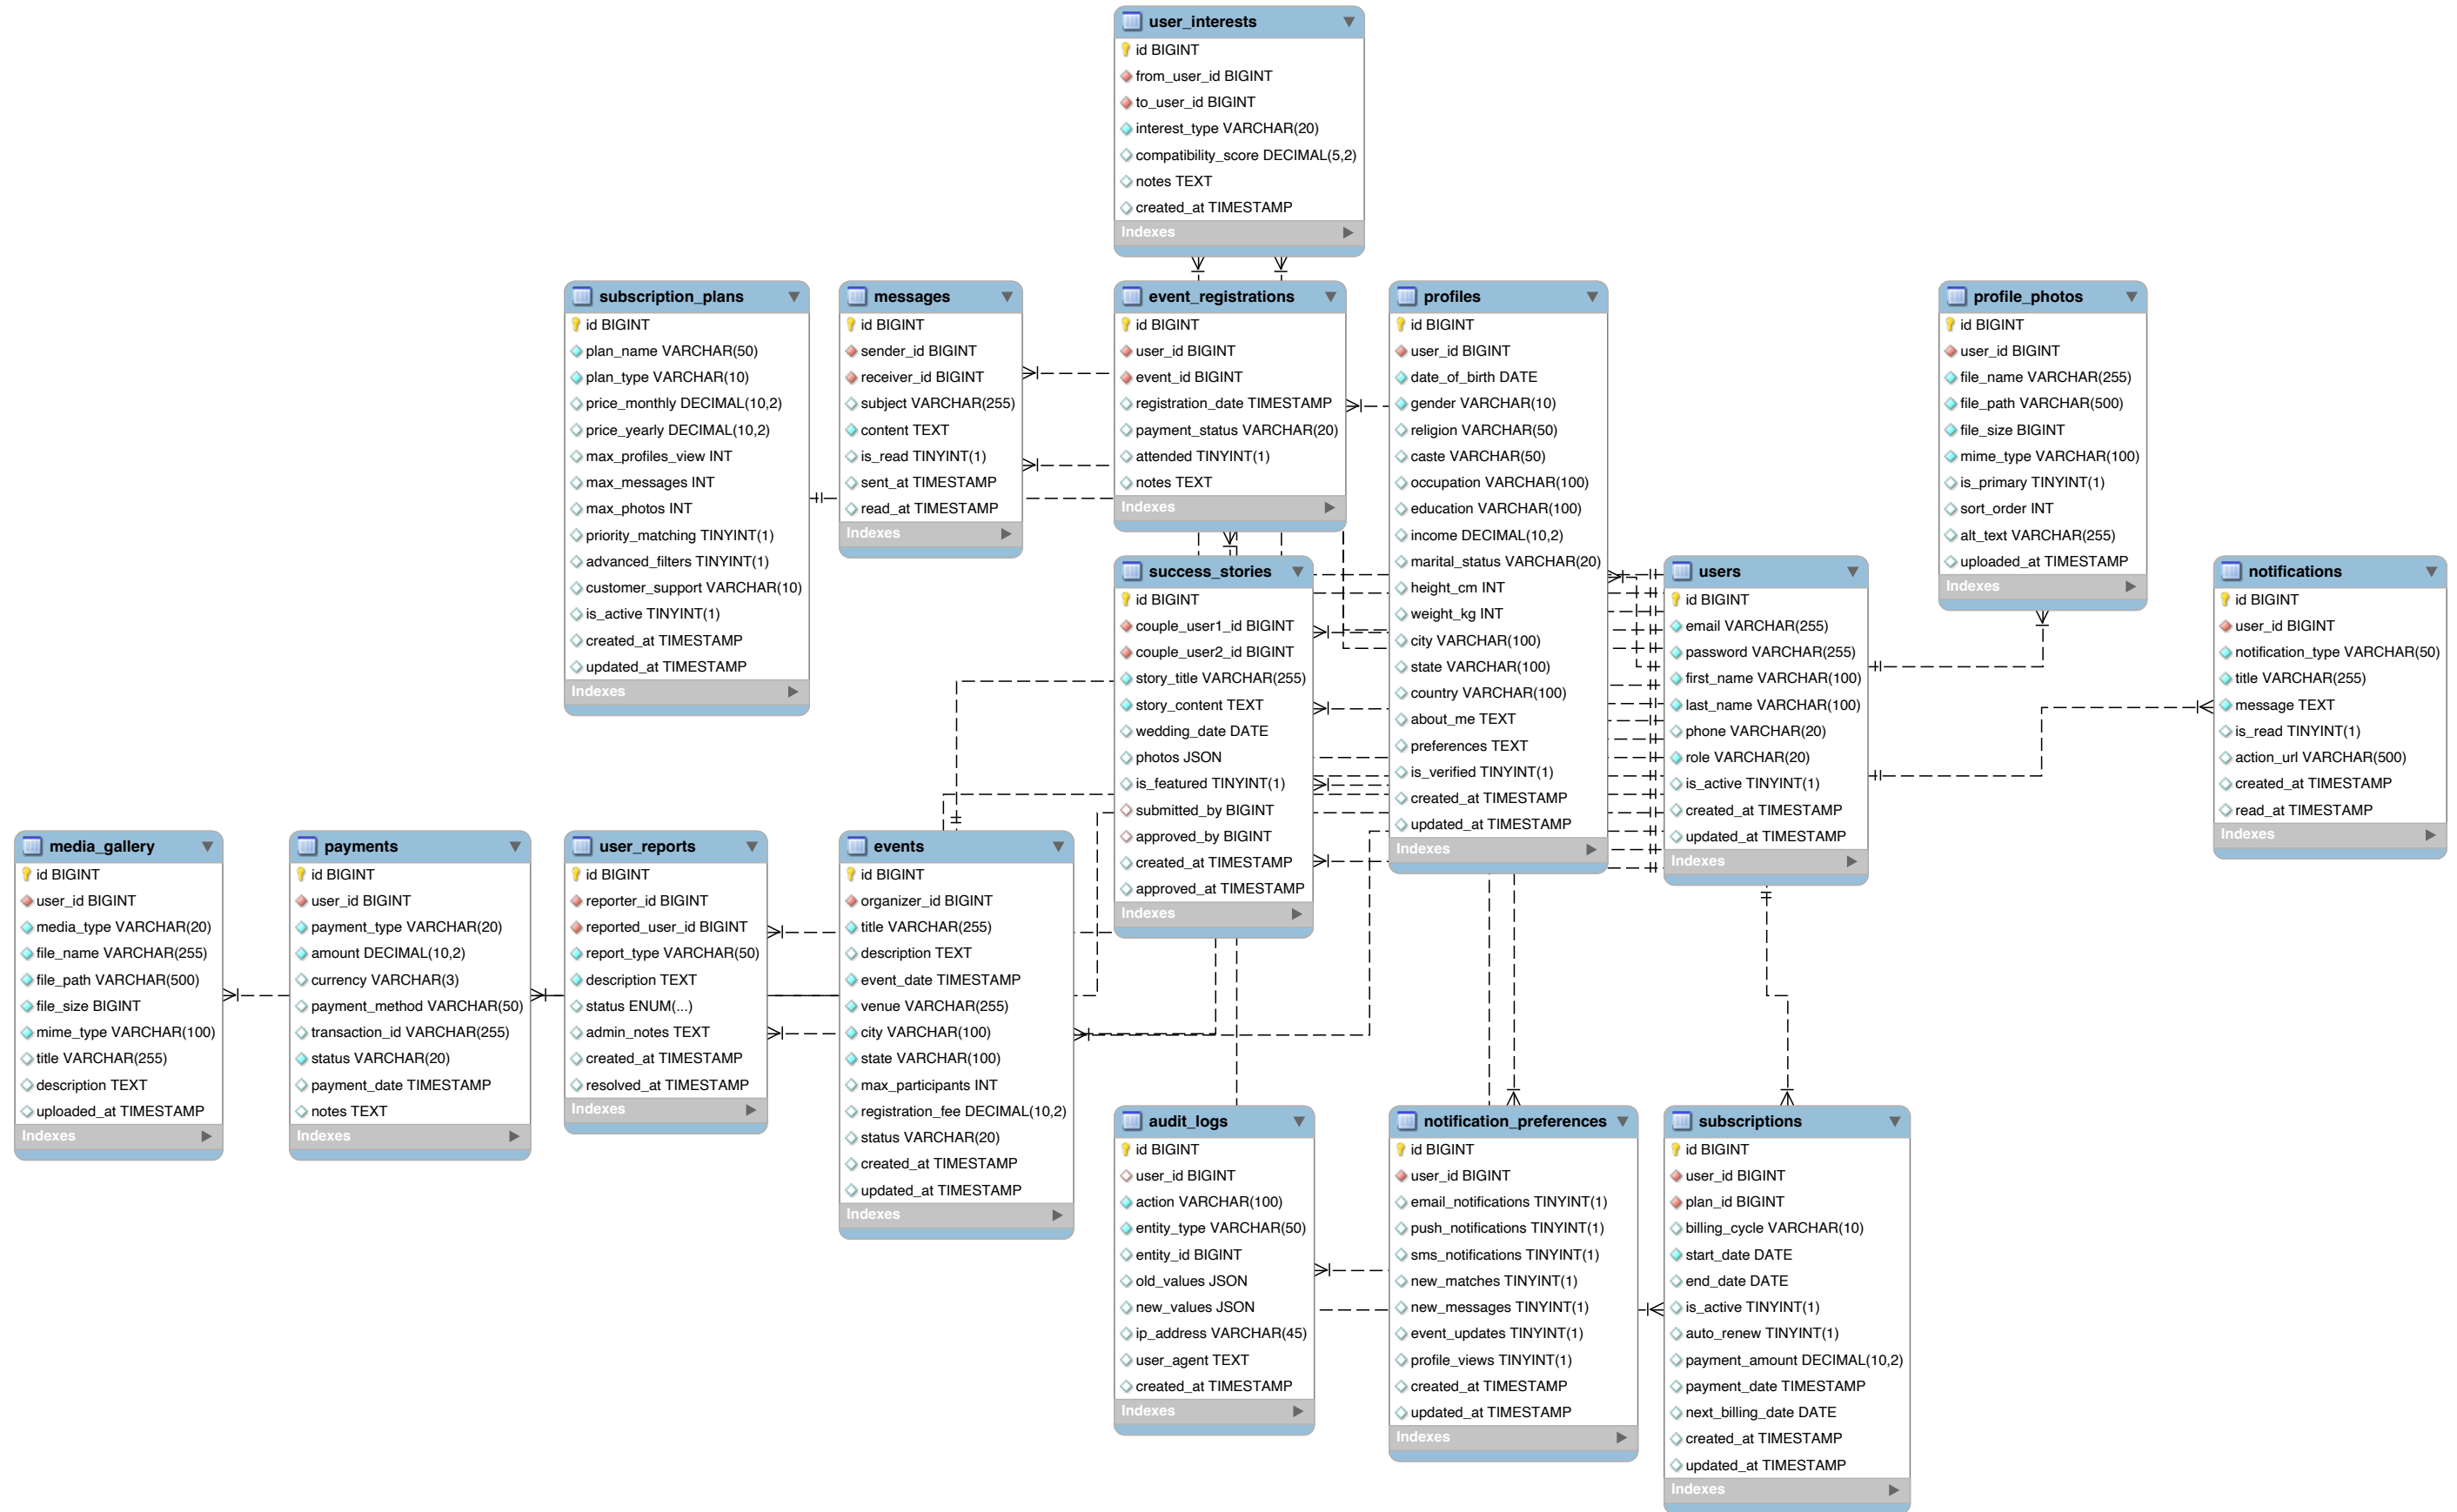 user_interests
id BIGINT
from_user_id BIGINT
to_user_id BIGINT
interest_type VARCHAR(20)
compatibility_score DECIMAL(5,2)
notes TEXT
created_at TIMESTAMP
Indexes
subscription_plans
id BIGINT
plan_name VARCHAR(50)
plan_type VARCHAR(10)
price_monthly DECIMAL(10,2)
price_yearly DECIMAL(10,2)
max_profiles_view INT
max_messages INT
max_photos INT
priority_matching TINYINT(1)
advanced_filters TINYINT(1)
customer_support VARCHAR(10)
is_active TINYINT(1)
created_at TIMESTAMP
updated_at TIMESTAMP
Indexes
messages
id BIGINT
sender_id BIGINT
receiver_id BIGINT
subject VARCHAR(255)
content TEXT
is_read TINYINT(1)
sent_at TIMESTAMP
read_at TIMESTAMP
Indexes
event_registrations
id BIGINT
user_id BIGINT
event_id BIGINT
registration_date TIMESTAMP
payment_status VARCHAR(20)
attended TINYINT(1)
notes TEXT
Indexes
profiles
id BIGINT
user_id BIGINT
date_of_birth DATE
gender VARCHAR(10)
religion VARCHAR(50)
caste VARCHAR(50)
occupation VARCHAR(100)
education VARCHAR(100)
income DECIMAL(10,2)
marital_status VARCHAR(20)
height_cm INT
weight_kg INT
city VARCHAR(100)
state VARCHAR(100)
country VARCHAR(100)
about_me TEXT
preferences TEXT
is_verified TINYINT(1)
created_at TIMESTAMP
updated_at TIMESTAMP
Indexes
profile_photos
id BIGINT
user_id BIGINT
file_name VARCHAR(255)
file_path VARCHAR(500)
file_size BIGINT
mime_type VARCHAR(100)
is_primary TINYINT(1)
sort_order INT
alt_text VARCHAR(255)
uploaded_at TIMESTAMP
Indexes
success_stories
id BIGINT
couple_user1_id BIGINT
couple_user2_id BIGINT
story_title VARCHAR(255)
story_content TEXT
wedding_date DATE
photos JSON
is_featured TINYINT(1)
submitted_by BIGINT
approved_by BIGINT
created_at TIMESTAMP
approved_at TIMESTAMP
Indexes
users
id BIGINT
email VARCHAR(255)
password VARCHAR(255)
first_name VARCHAR(100)
last_name VARCHAR(100)
phone VARCHAR(20)
role VARCHAR(20)
is_active TINYINT(1)
created_at TIMESTAMP
updated_at TIMESTAMP
Indexes
notifications
id BIGINT
user_id BIGINT
notification_type VARCHAR(50)
title VARCHAR(255)
message TEXT
is_read TINYINT(1)
action_url VARCHAR(500)
created_at TIMESTAMP
read_at TIMESTAMP
Indexes
media_gallery
id BIGINT
user_id BIGINT
media_type VARCHAR(20)
file_name VARCHAR(255)
file_path VARCHAR(500)
file_size BIGINT
mime_type VARCHAR(100)
title VARCHAR(255)
description TEXT
uploaded_at TIMESTAMP
Indexes
payments
id BIGINT
user_id BIGINT
payment_type VARCHAR(20)
amount DECIMAL(10,2)
currency VARCHAR(3)
payment_method VARCHAR(50)
transaction_id VARCHAR(255)
status VARCHAR(20)
payment_date TIMESTAMP
notes TEXT
Indexes
user_reports
id BIGINT
reporter_id BIGINT
reported_user_id BIGINT
report_type VARCHAR(50)
description TEXT
status ENUM(...)
admin_notes TEXT
created_at TIMESTAMP
resolved_at TIMESTAMP
Indexes
events
id BIGINT
organizer_id BIGINT
title VARCHAR(255)
description TEXT
event_date TIMESTAMP
venue VARCHAR(255)
city VARCHAR(100)
state VARCHAR(100)
max_participants INT
registration_fee DECIMAL(10,2)
status VARCHAR(20)
created_at TIMESTAMP
updated_at TIMESTAMP
Indexes
audit_logs
id BIGINT
user_id BIGINT
action VARCHAR(100)
entity_type VARCHAR(50)
entity_id BIGINT
old_values JSON
new_values JSON
ip_address VARCHAR(45)
user_agent TEXT
created_at TIMESTAMP
Indexes
notification_preferences
id BIGINT
user_id BIGINT
email_notifications TINYINT(1)
push_notifications TINYINT(1)
sms_notifications TINYINT(1)
new_matches TINYINT(1)
new_messages TINYINT(1)
event_updates TINYINT(1)
profile_views TINYINT(1)
created_at TIMESTAMP
updated_at TIMESTAMP
Indexes
subscriptions
id BIGINT
user_id BIGINT
plan_id BIGINT
billing_cycle VARCHAR(10)
start_date DATE
end_date DATE
is_active TINYINT(1)
auto_renew TINYINT(1)
payment_amount DECIMAL(10,2)
payment_date TIMESTAMP
next_billing_date DATE
created_at TIMESTAMP
updated_at TIMESTAMP
Indexes